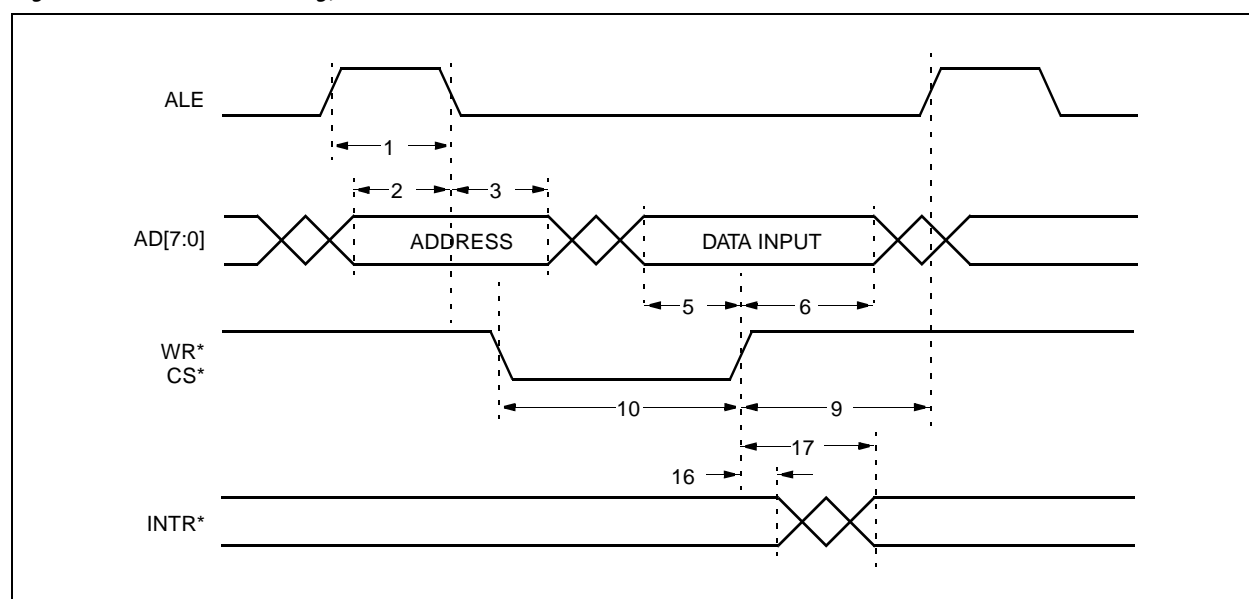 ALE
1
2
3
AD[7:0]
ADDRESS
DATA INPUT
5
6
WR*
CS*
10
9
17
16
INTR*